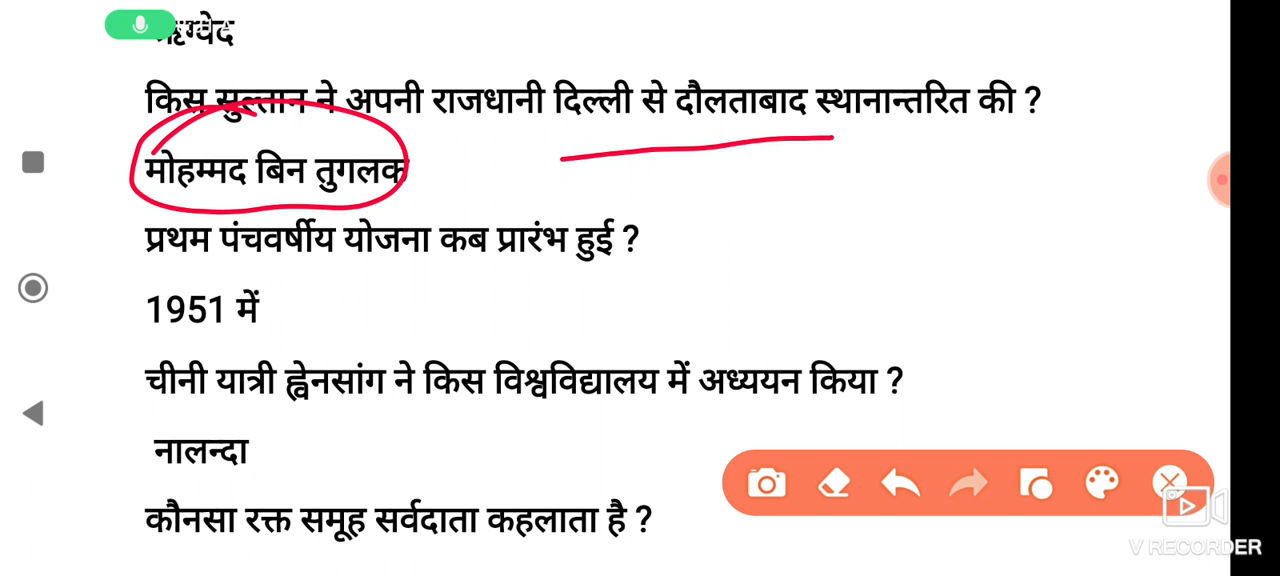 ऋग्वेद
किस सुल्तान ने अपनी राजधानी दिल्ली से दौलताबाद स्थानान्तरित की ?
मोहम्मद बिन तुगलक
प्रथम पंचवर्षीय योजना कब प्रारंभ हुई ?
1951 में
चीनी यात्री ह्वेनसांग ने किस विश्वविद्यालय में अध्ययन किया ?
नालन्दा
कौनसा रक्त समूह सर्वदाता कहलाता है ?
V RECORDER